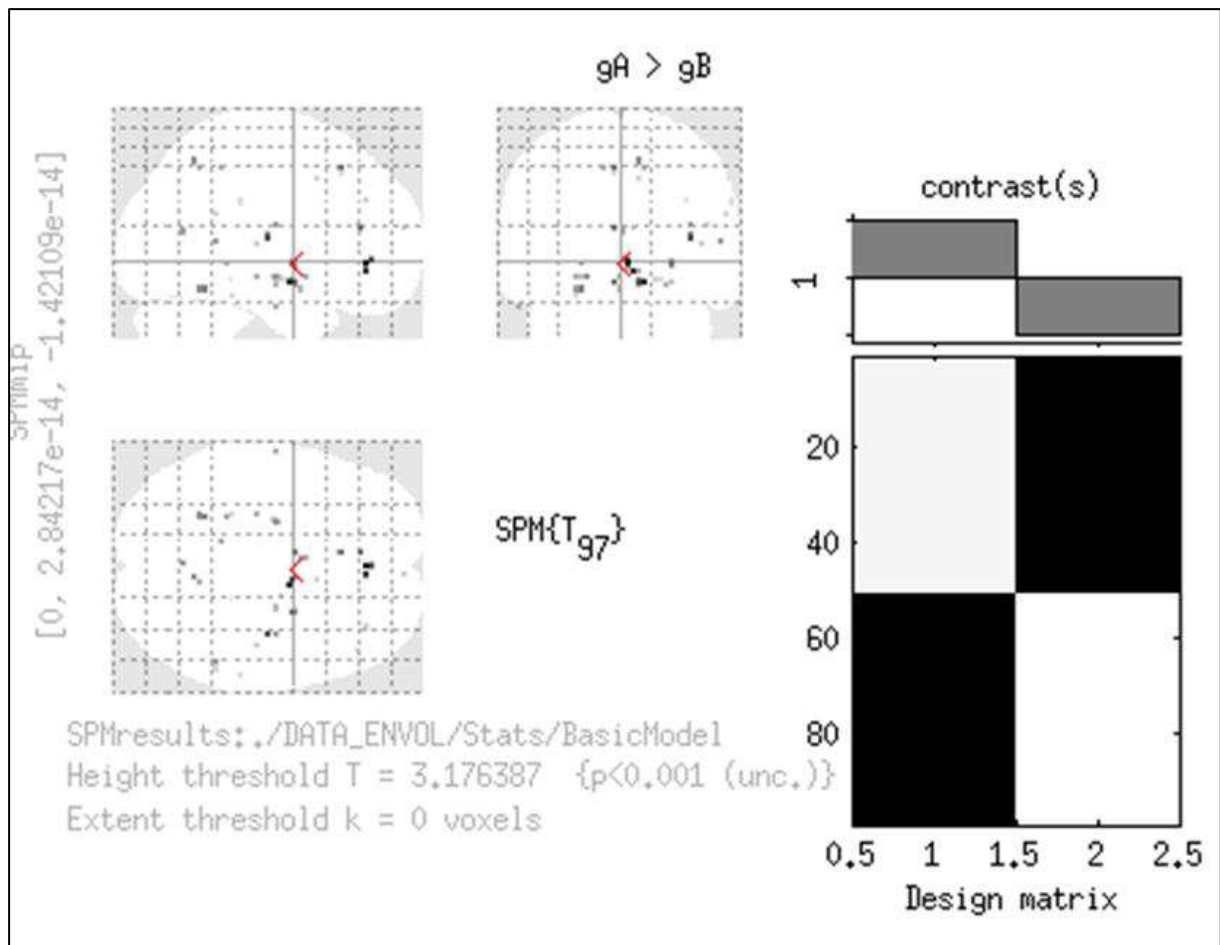 gA > gB
SPMmip
[0, 2.84217e-14, -1.42109e-14]
SPM{T97}
contrast(s)
1
20
40
60
80
0.5 1 1.5 2 2.5
Design matrix
SPMresults:./DATA_ENVOL/Stats/BasicModel
Height threshold T = 3.176387 {p<0.001 (unc.)}
Extent threshold k = 0 voxels